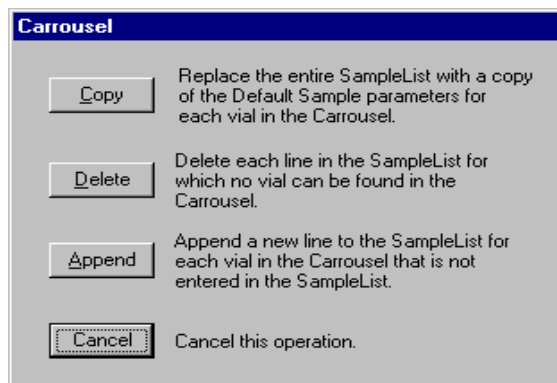 Carrousel
Copy
Replace the entire SampleList with a copy
of the Default Sample parameters for
each vial in the Carrousel.
Delete
Delete each line in the SampleList for
which no vial can be found in the
Carrousel.
Append
Append a new line to the SampleList for
each vial in the Carrousel that is not
entered in the SampleList.
Cancel
Cancel this operation.